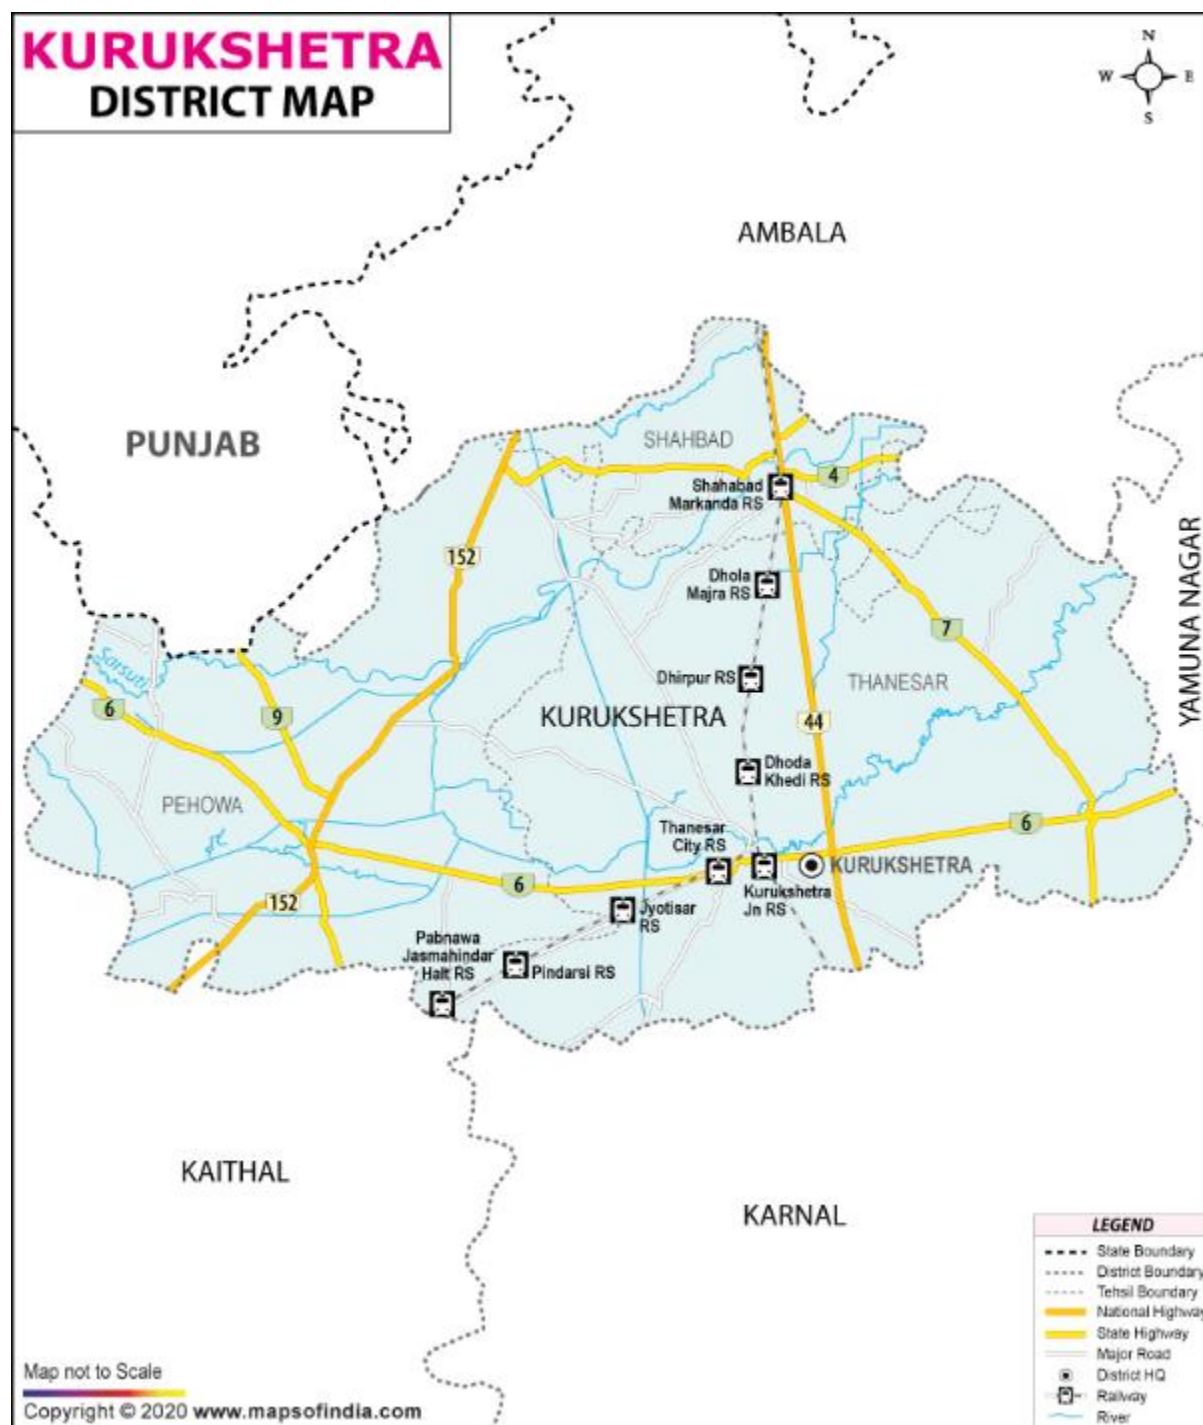 KURUKSHETRA
DISTRICT MAP
N
W E
S
AMBALA
PUNJAB
SHAHBAD
4
Shahabad
Markanda RS
152
YAMUNA NAGAR
Dhola
Majra RS
7
Sarsuti
Dhirpur RS
THANESAR
6
9
KURUKSHETRA
44
Dhoda
Khedi RS
PEHOWA
Thanesar
City RS
6
KURUKSHETRA
Kurukshetra
Jn RS
6
152
Jyotisar
RS
Pabnawa
Jasmahindar
Halt RS
Pindarsi RS
KAITHAL
KARNAL
LEGEND
State Boundary
District Boundary
Tehsil Boundary
National Highway
State Highway
Major Road
District HQ
Railway
River
Map not to Scale
Copyright © 2020 www.mapsofindia.com